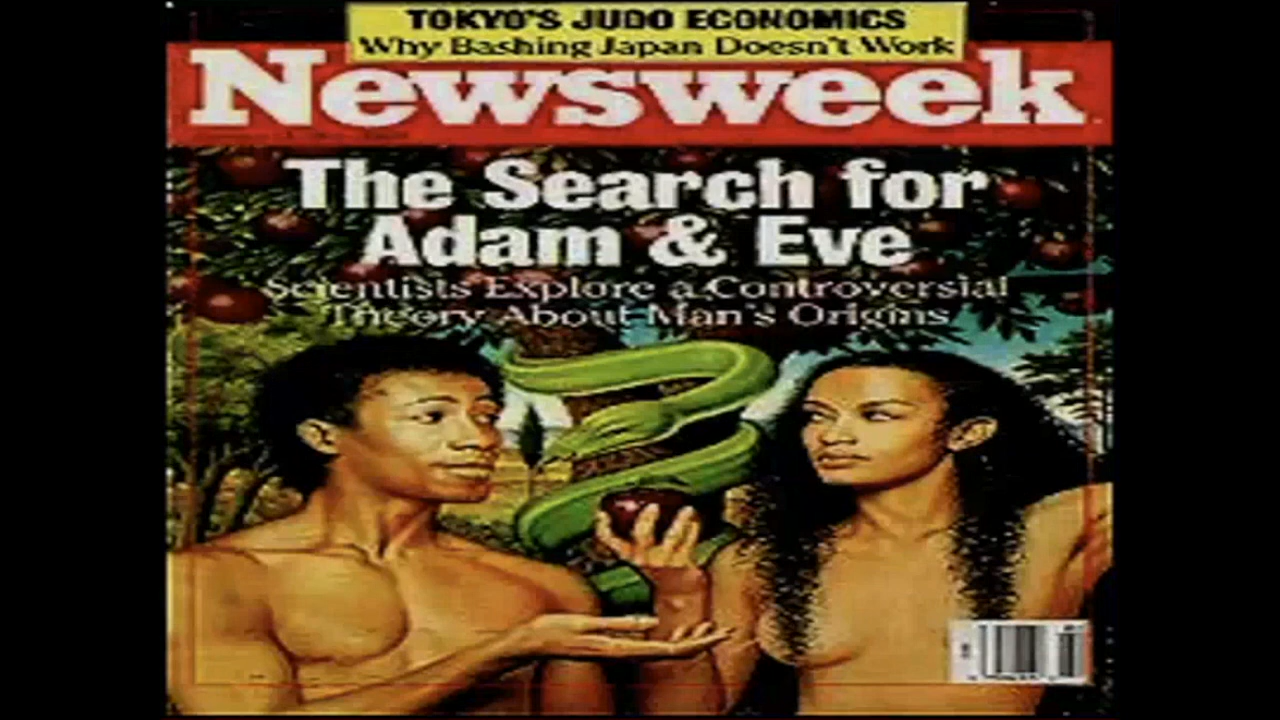 TOKYO'S JUDO ECONOMICS
Why Bashing Japan Doesn't Work
Newsweek
The Search for
Adam & Eve
Scientists Explore a Controversial
Theory About Man's Origins